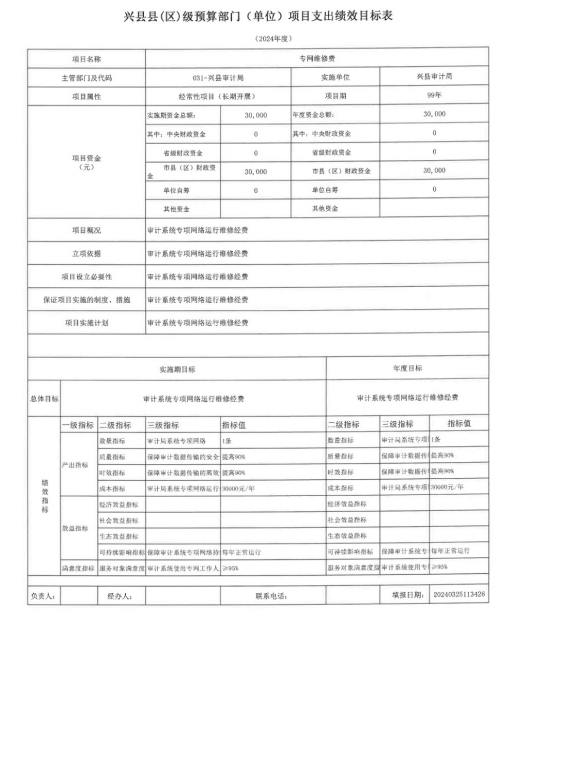 兴县县(区)级预算部门（单位）项目支出绩效目标表
（2024年度）
项目名称 专网维修费
主管部门及代码 031-兴县审计局 实施单位 兴县审计局
项目属性 经常性项目（长期开展） 项目期 99年
项目资金（元） 实施期资金总额： 30,000 年度资金总额： 30,000
其中：中央财政资金 0 其中：中央财政资金 0
省级财政资金 0 省级财政资金 0
市县（区）财政资金 30,000 市县（区）财政资金 30,000
单位自筹 0 单位自筹 0
其他资金 其他资金
项目概况 审计系统专项网络运行维修经费
立项依据 审计系统专项网络运行维修经费
项目设立必要性 审计系统专项网络运行维修经费
保证项目实施的制度、措施 审计系统专项网络运行维修经费
项目实施计划 审计系统专项网络运行维修经费
实施期目标 年度目标
总体目标 审计系统专项网络运行维修经费 审计系统专项网络运行维修经费
绩效指标 一级指标 二级指标 三级指标 指标值 二级指标 三级指标 指标值
产出指标 数量指标 审计局系统专项网络 1条 数量指标 审计局系统专项 1条
质量指标 保障审计数据传输的安全 提高90% 质量指标 保障审计数据传 提高90%
时效指标 保障审计数据传输的高效 提高90% 时效指标 保障审计数据传 提高90%
成本指标 审计局系统专项网络运行 30000元/年 成本指标 审计局系统专项 30000元/年
效益指标 经济效益指标 经济效益指标
社会效益指标 社会效益指标
生态效益指标 生态效益指标
可持续影响指标 保障审计系统专项网络持 每年正常运行 可持续影响指标 保障审计系统专 每年正常运行
满意度指标 服务对象满意度 审计系统使用专网工作人 ≥95% 服务对象满意度指 审计系统使用专 ≥95%
负责人： 经办人： 联系电话： 填报日期： 20240325113426